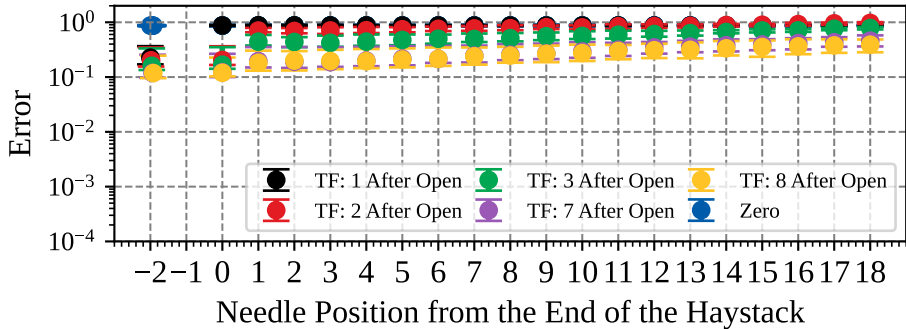 10⁰
10⁻¹
10⁻²
10⁻³
10⁻⁴
Error
TF: 1 After Open
TF: 2 After Open
TF: 3 After Open
TF: 7 After Open
TF: 8 After Open
Zero
−2 −1 0 1 2 3 4 5 6 7 8 9 10 11 12 13 14 15 16 17 18
Needle Position from the End of the Haystack